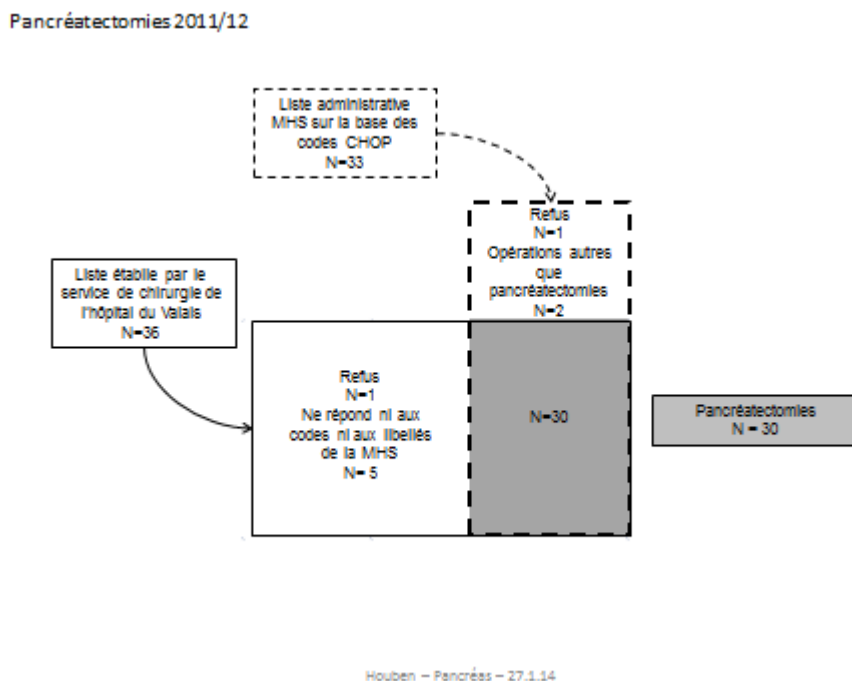 Pancréatectomies 2011/12
Liste administrative
MHS sur la base des
codes CHOP
N=33
Refus
N=1
Opérations autres
que
pancréatectomies
N=2
Liste établie par le
service de chirurgie de
l'hôpital du Valais
N=36
Refus
N=1
Ne répond ni aux
codes ni aux libellés
de la MHS
N= 5
N=30
Pancréatectomies
N = 30
Houben – Pancréas – 27.1.14